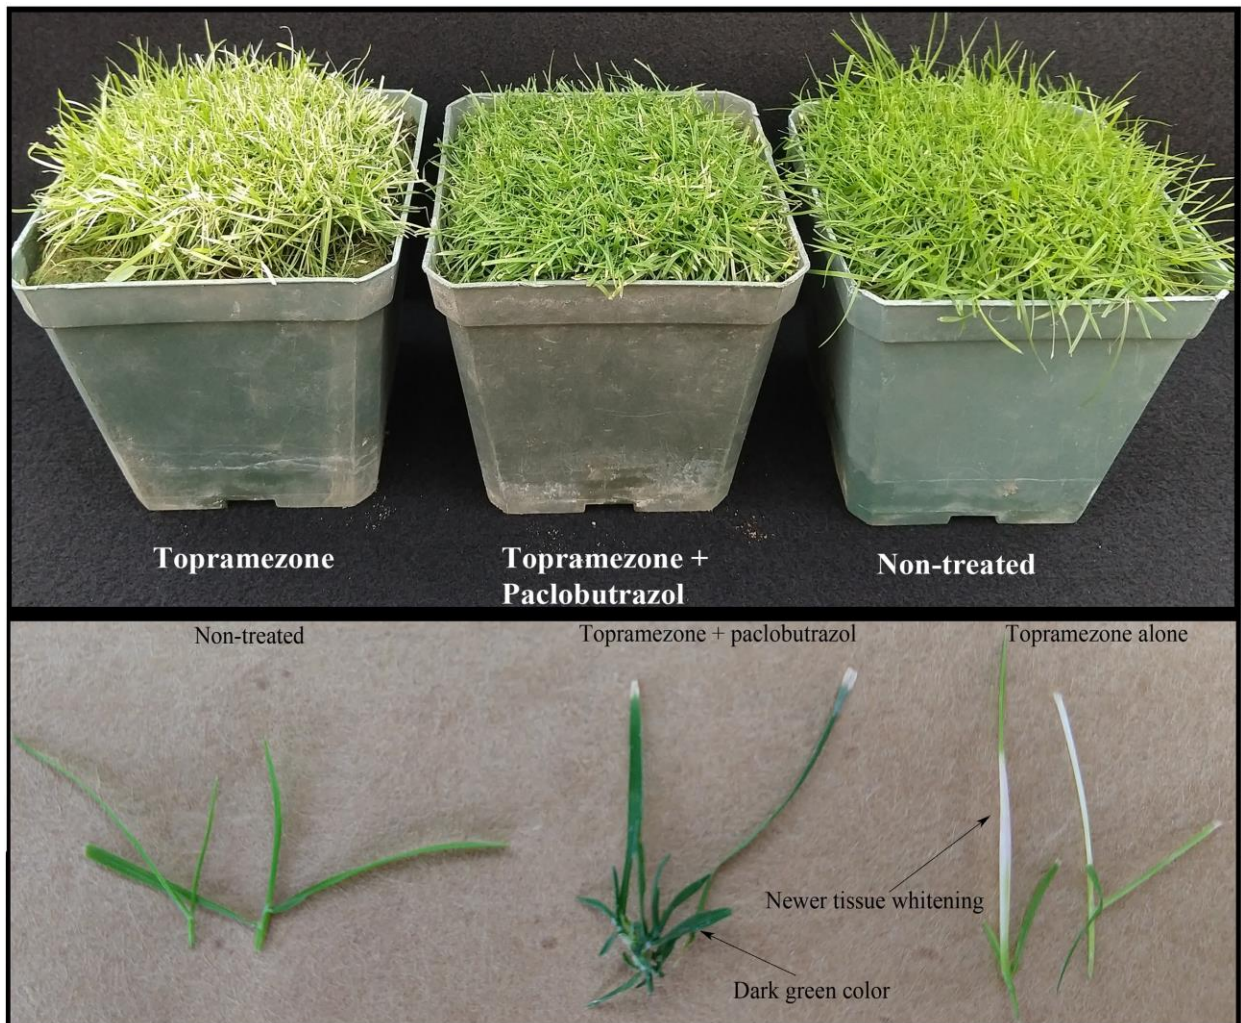 Topramezone
Topramezone +
Paclobutrazol
Non-treated
Non-treated
Topramezone + paclobutrazol
Topramezone alone
Newer tissue whitening
Dark green color